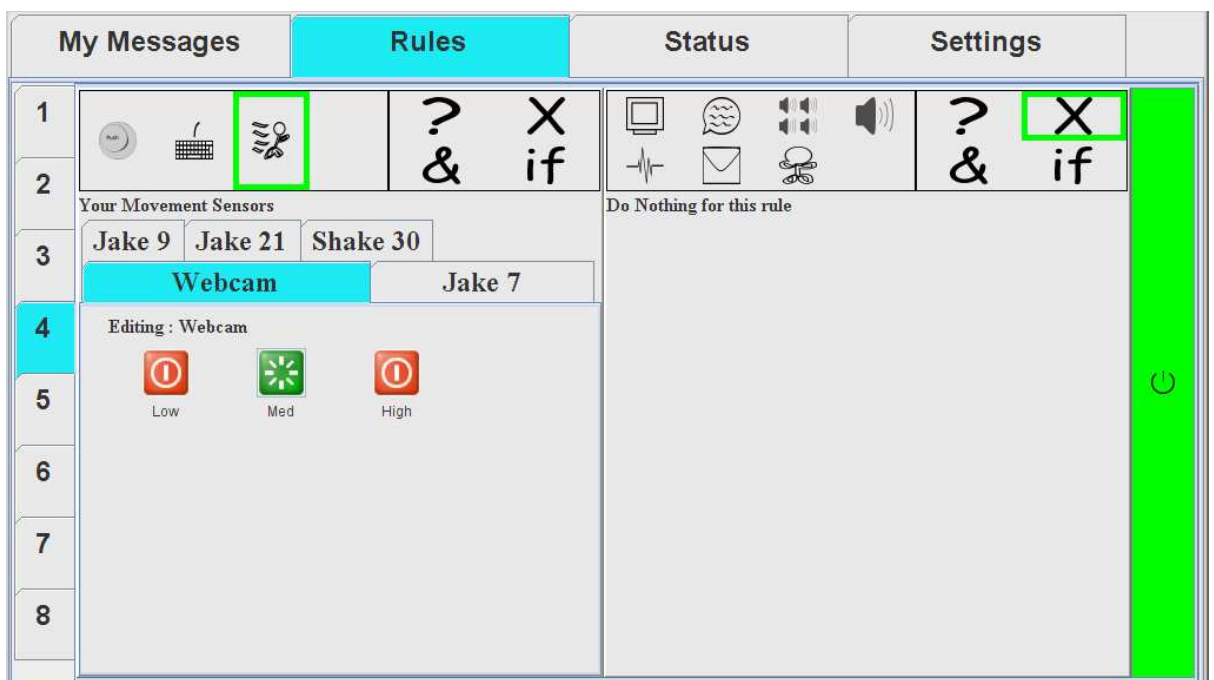 My Messages Rules Status Settings
1
2
3
4
5
6
7
8
? X
& if
Your Movement Sensors
Jake 9 Jake 21 Shake 30
Webcam Jake 7
Editing : Webcam
Low Med High
? X
& if
Do Nothing for this rule